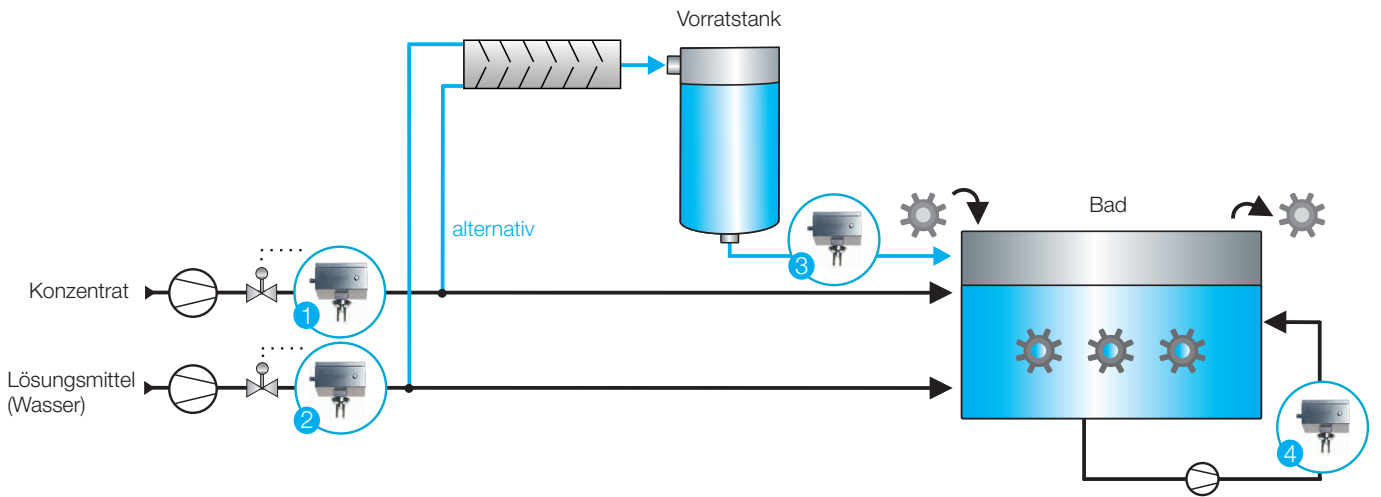 Vorratstank
alternativ
3
Bad
Konzentrat
1
Lösungsmittel
(Wasser)
2
4